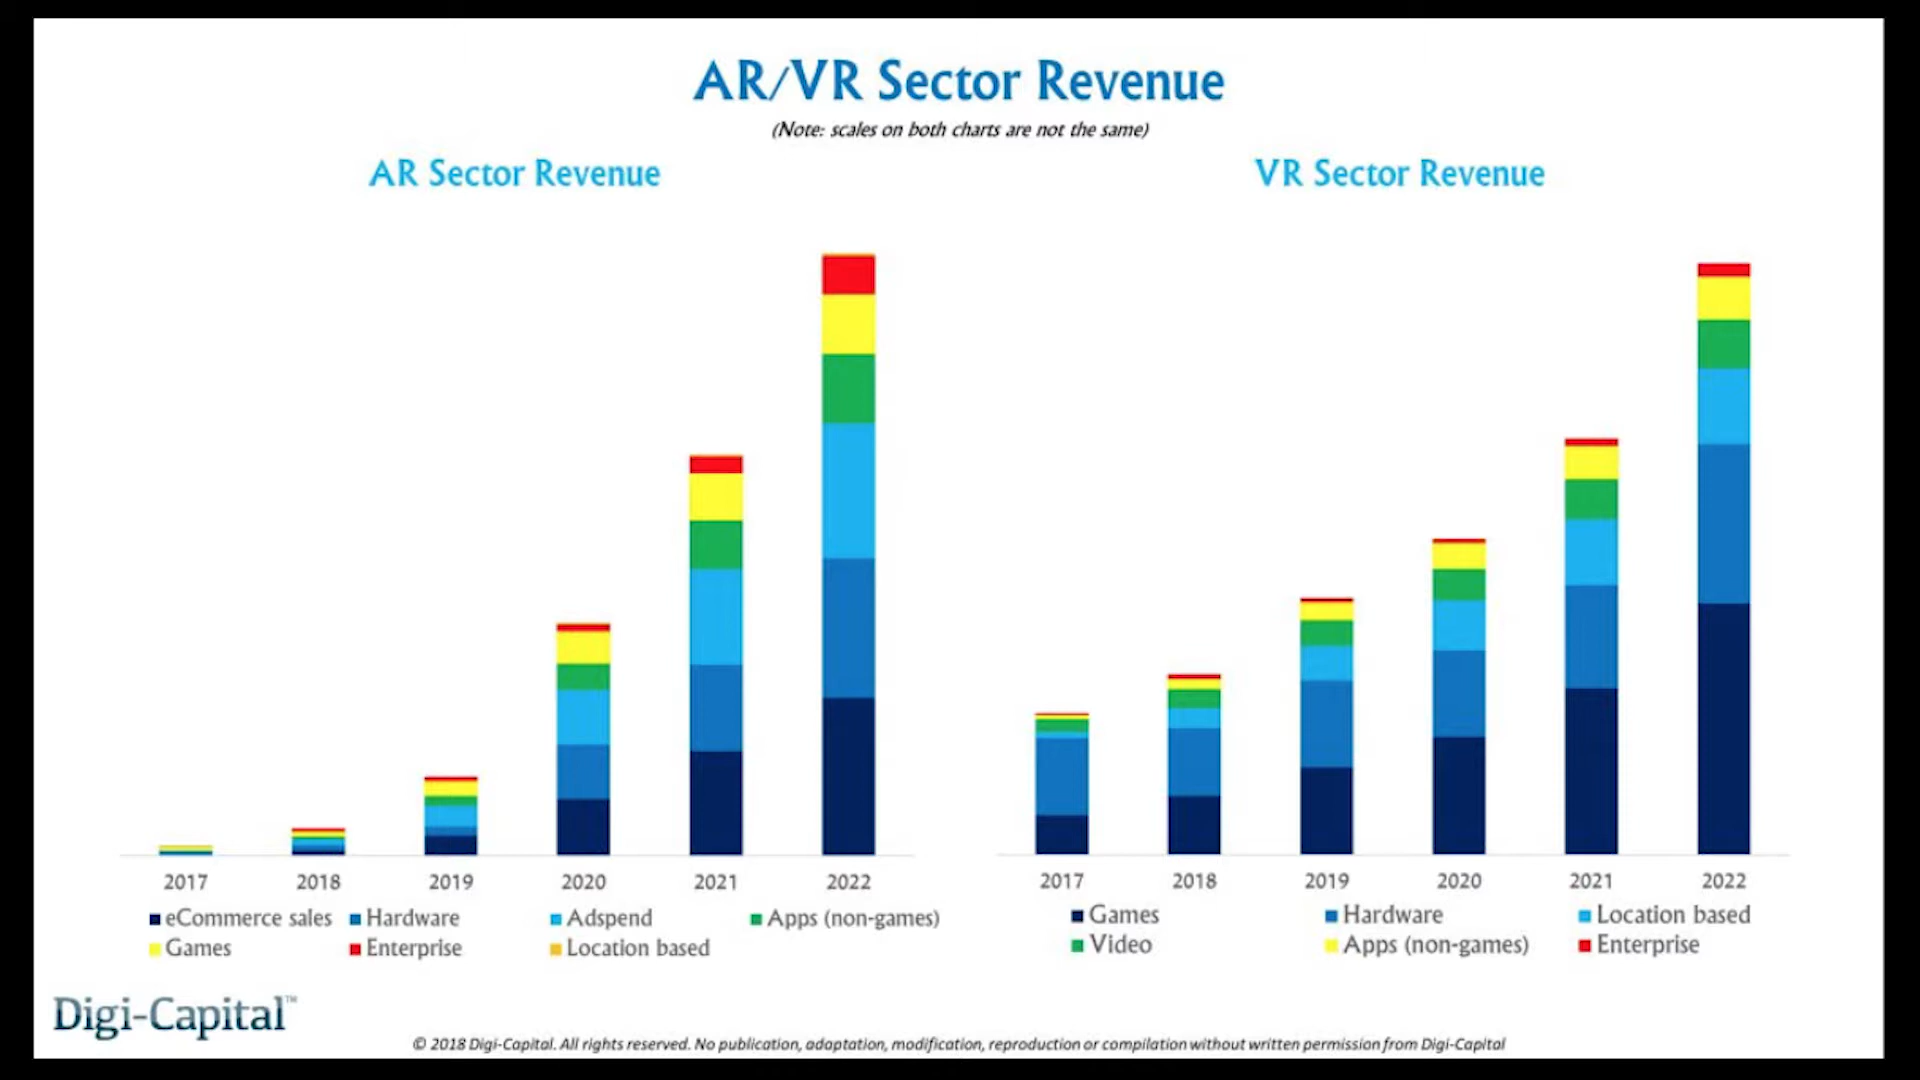 AR/VR Sector Revenue
(Note: scales on both charts are not the same)
AR Sector Revenue
2017 2018 2019 2020 2021 2022
eCommerce sales Hardware Adspend Apps (non-games)
Games Enterprise Location based
VR Sector Revenue
2017 2018 2019 2020 2021 2022
Games Hardware Location based
Video Apps (non-games) Enterprise
Digi-Capital™
© 2018 Digi-Capital. All rights reserved. No publication, adaptation, modification, reproduction or compilation without written permission from Digi-Capital